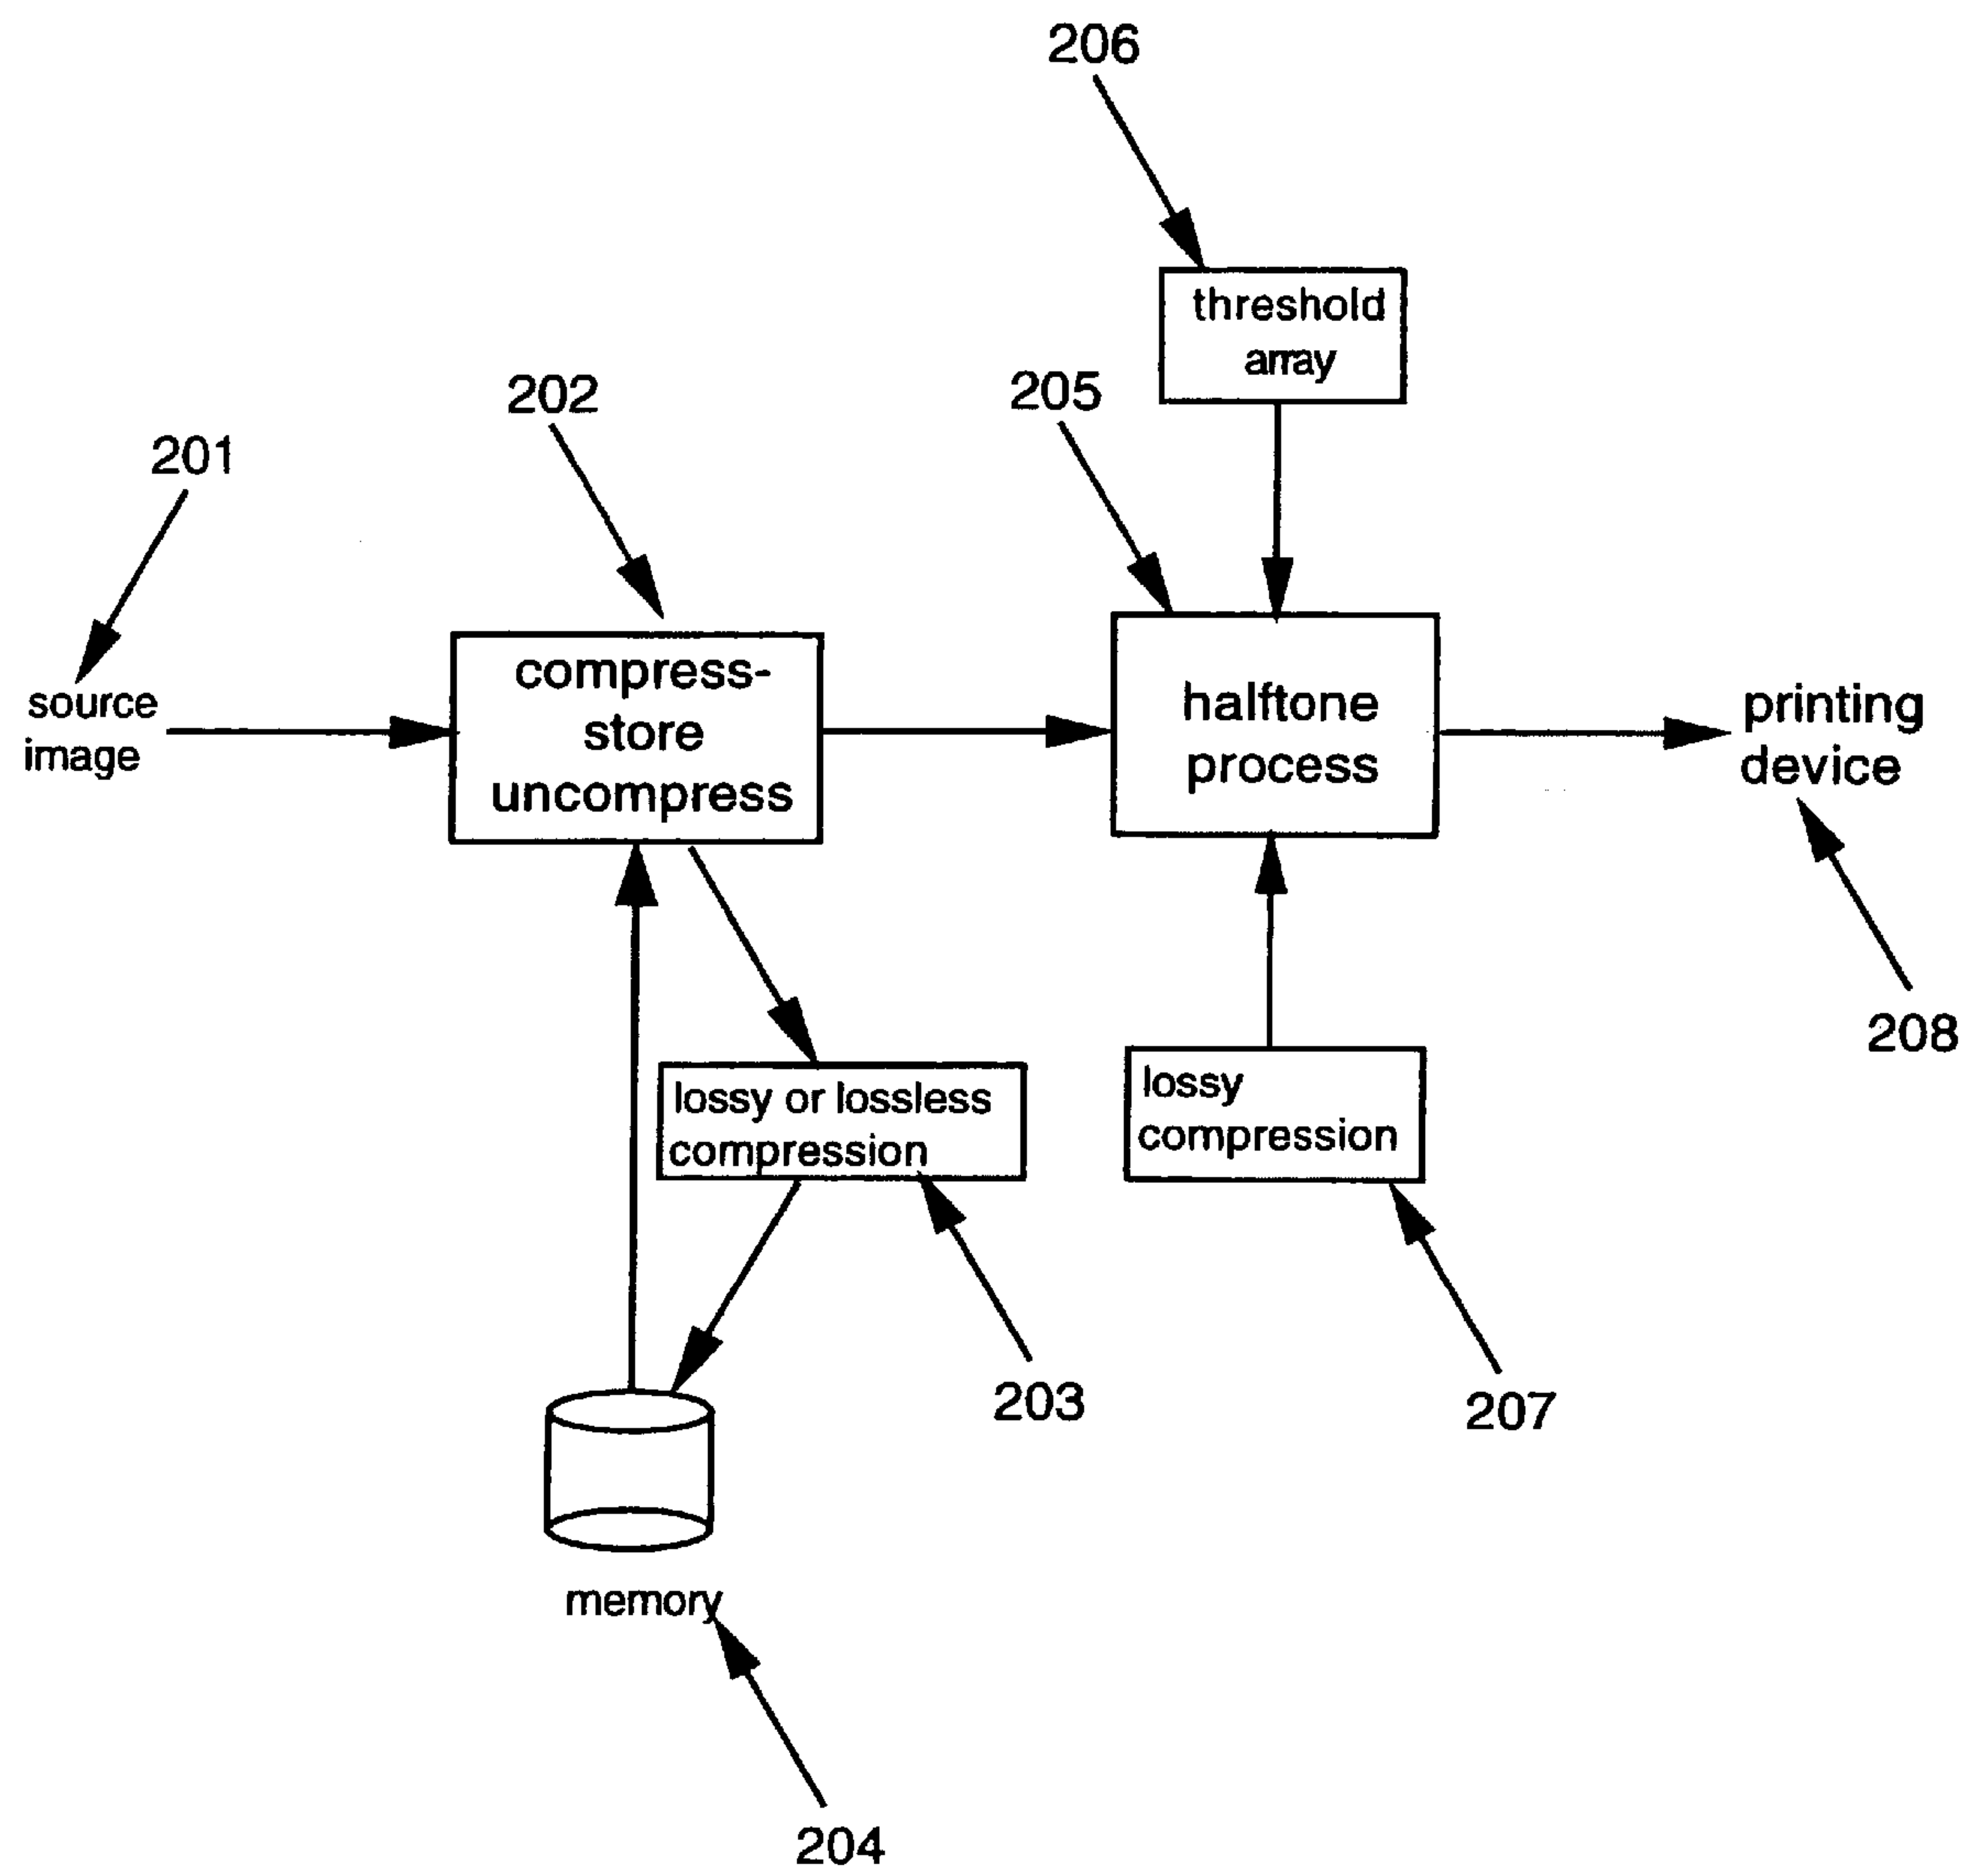 206
threshold
array
205
202
201
compress-
store
uncompress
halftone
process
source
image
printing
device
208
lossy or lossless
compression
lossy
compression
203
207
memory
204